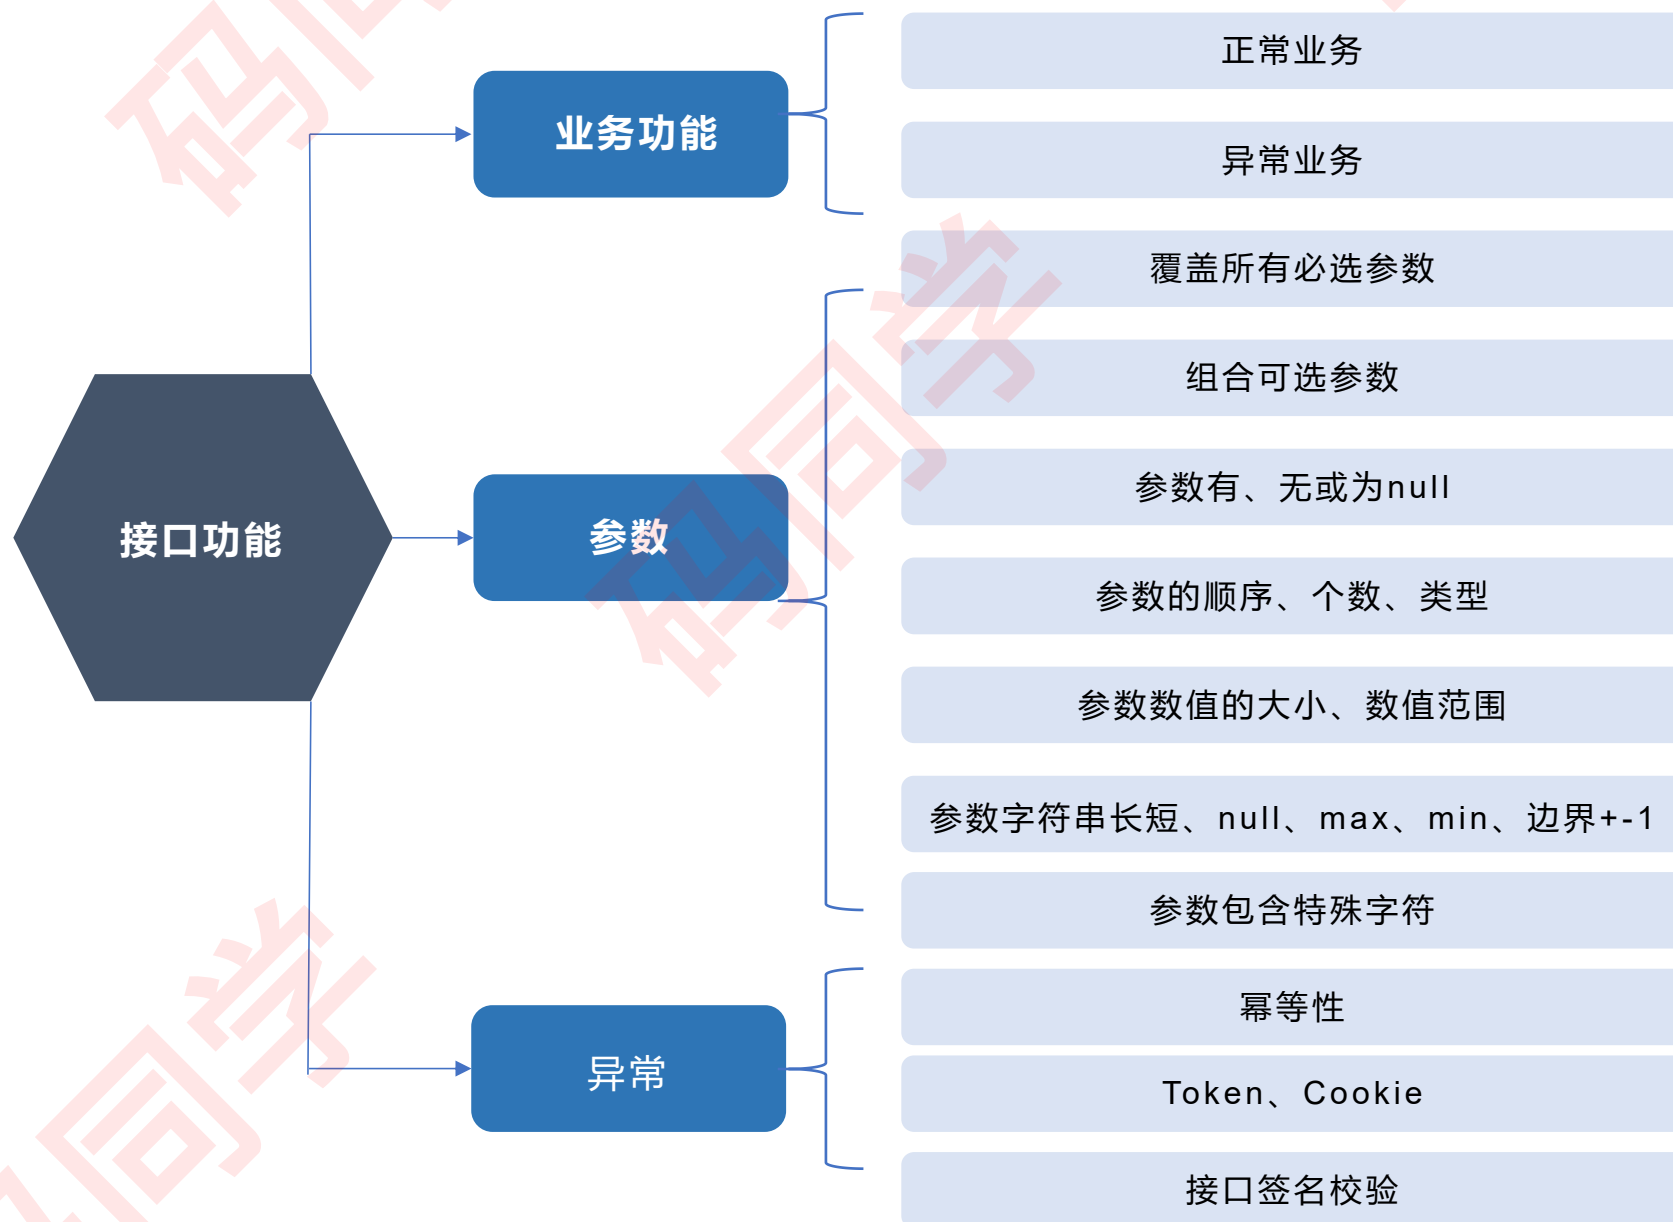 接口功能
业务功能
正常业务
异常业务
参数
覆盖所有必选参数
组合可选参数
参数有、无或为null
参数的顺序、个数、类型
参数数值的大小、数值范围
参数字符串长短、null、max、min、边界+-1
参数包含特殊字符
异常
幂等性
Token、Cookie
接口签名校验
码同学
码同学
码同